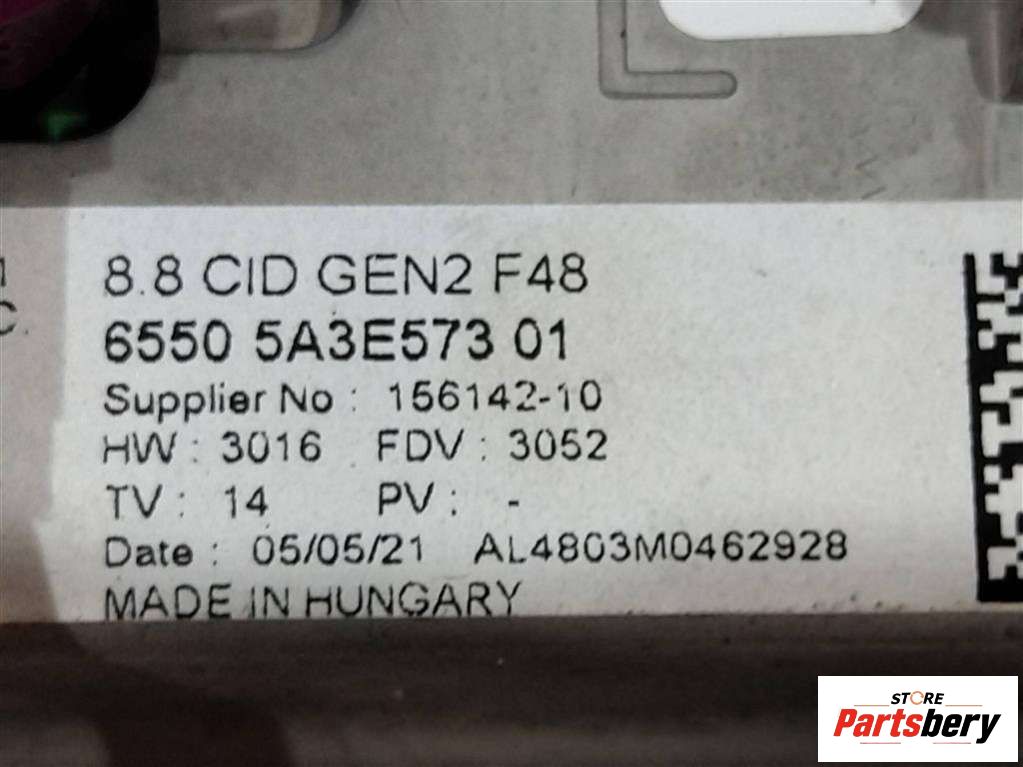 8.8 CID GEN2 F48
6550 5A3E573 01
Supplier No : 156142-10
HW : 3016 FDV : 3052
TV : 14 PV : -
Date : 05/05/21 AL4803M0462928
MADE IN HUNGARY
STORE
Partsbery